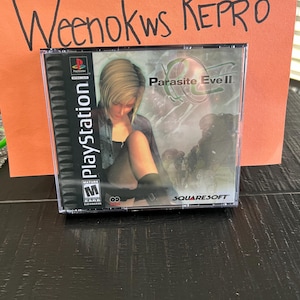 Weenokws REPRO
PlayStation
Parasite Eve II
M
SQUARESOFT